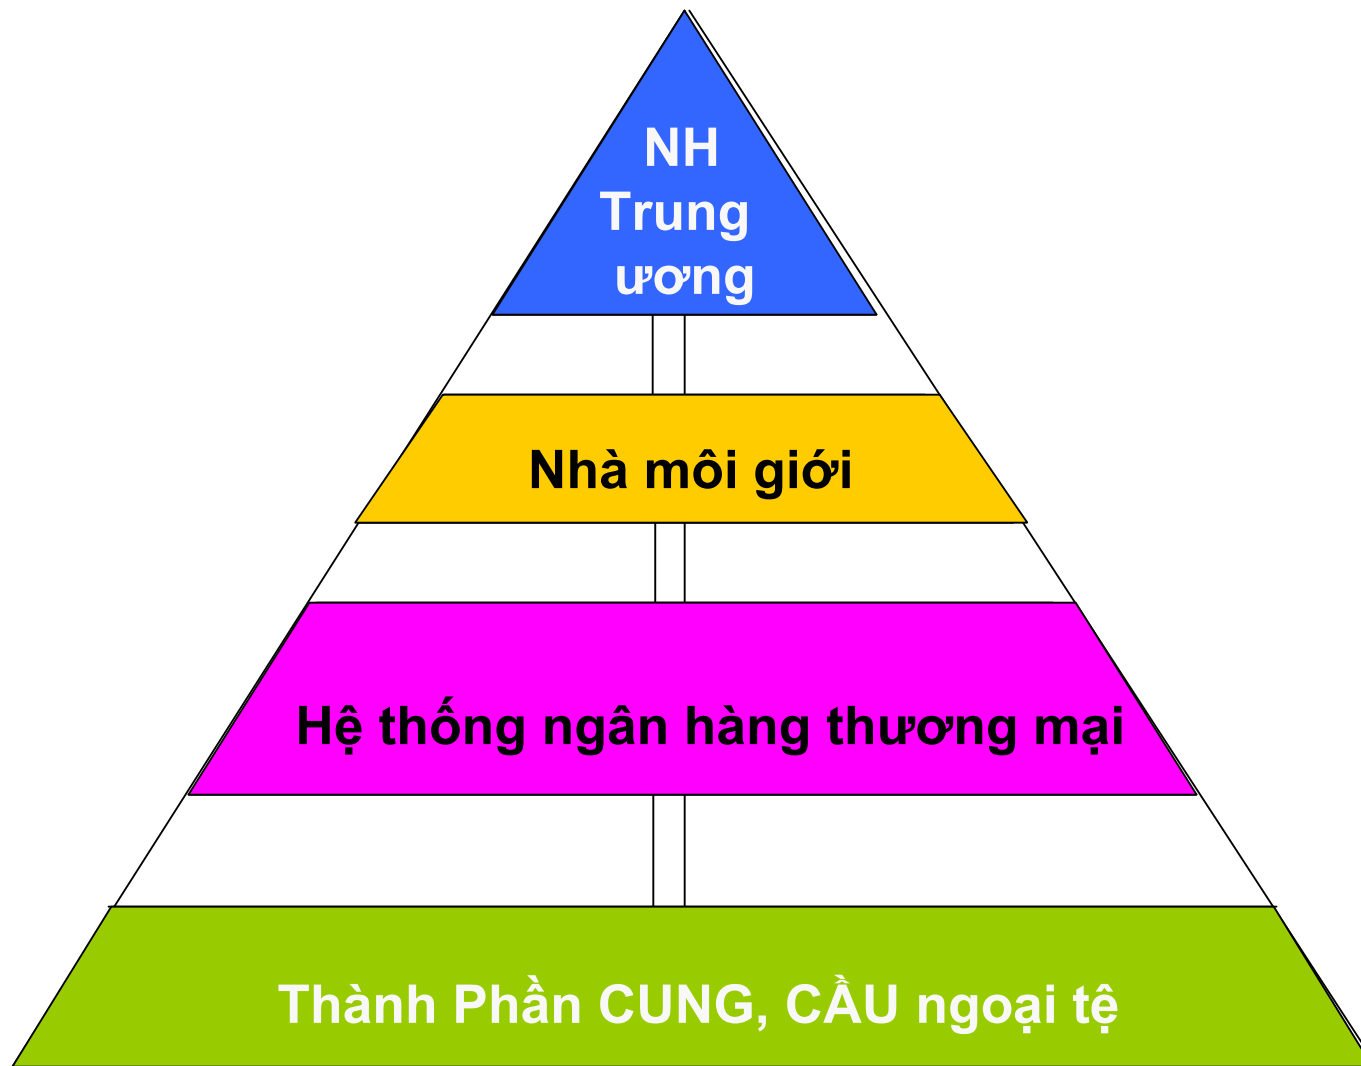 NH
Trung
ương
Nhà môi giới
Hệ thống ngân hàng thương mại
Thành Phần CUNG, CẦU ngoại tệ